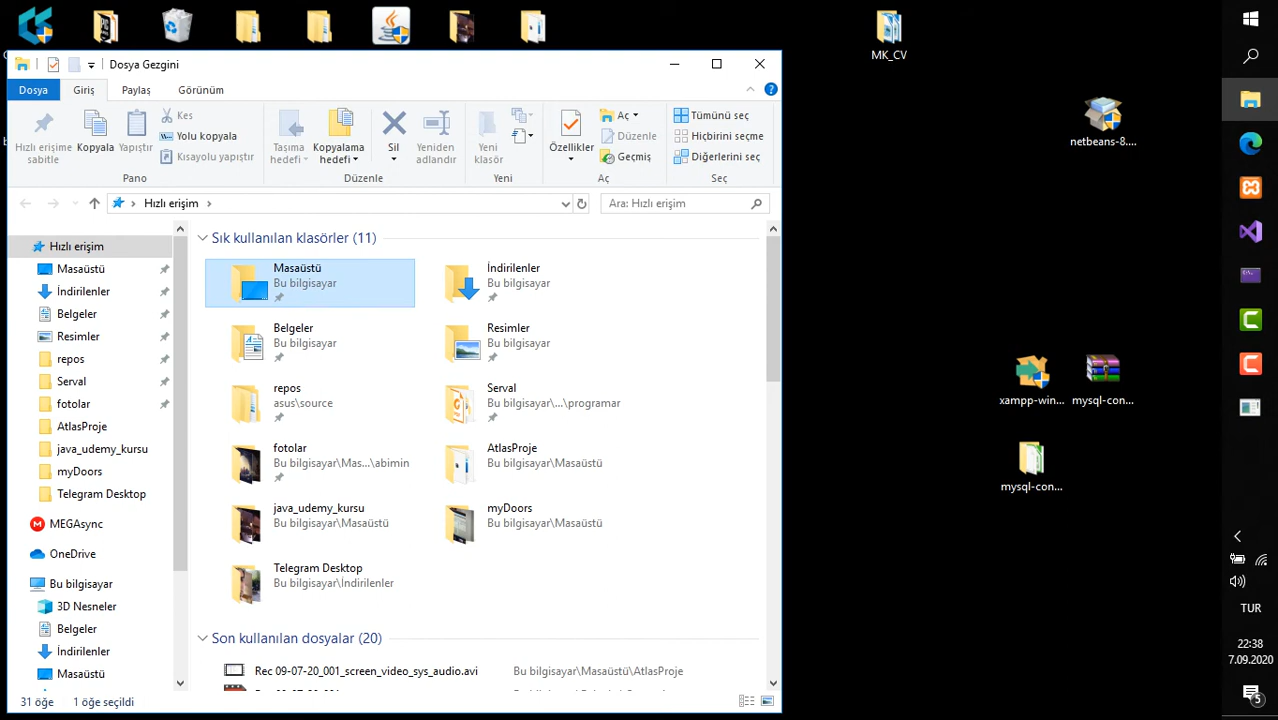 MK_CV
Dosya Gezgini
Dosya
Giriş
Paylaş
Görünüm
Hızlı erişime
sabitle
Kopyala
Yapıştır
Kes
Yolu kopyala
Kısayolu yapıştır
Pano
Taşıma
hedefi
Kopyalama
hedefi
Sil
Yeniden
adlandır
Düzenle
Yeni
klasör
Yeni
Özellikler
Aç
Düzenle
Geçmiş
Aç
Tümünü seç
Hiçbirini seçme
Diğerlerini seç
Seç
Hızlı erişim
Ara: Hızlı erişim
Hızlı erişim
Masaüstü
İndirilenler
Belgeler
Resimler
repos
Serval
fotolar
AtlasProje
java_udemy_kursu
myDoors
Telegram Desktop
MEGAsync
OneDrive
Bu bilgisayar
3D Nesneler
Belgeler
İndirilenler
Masaüstü
Sık kullanılan klasörler (11)
Masaüstü
Bu bilgisayar
İndirilenler
Bu bilgisayar
Belgeler
Bu bilgisayar
Resimler
Bu bilgisayar
repos
asus\source
Serval
Bu bilgisayar\...\programar
fotolar
Bu bilgisayar\Mas...\abimin
AtlasProje
Bu bilgisayar\Masaüstü
java_udemy_kursu
Bu bilgisayar\Masaüstü
myDoors
Bu bilgisayar\Masaüstü
Telegram Desktop
Bu bilgisayar\İndirilenler
Son kullanılan dosyalar (20)
Rec 09-07-20_001_screen_video_sys_audio.avi
Bu bilgisayar\Masaüstü\AtlasProje
31 öğe
1 öğe seçildi
netbeans-8....
xampp-win...
mysql-con...
mysql-con...
TUR
22:38
7.09.2020
5